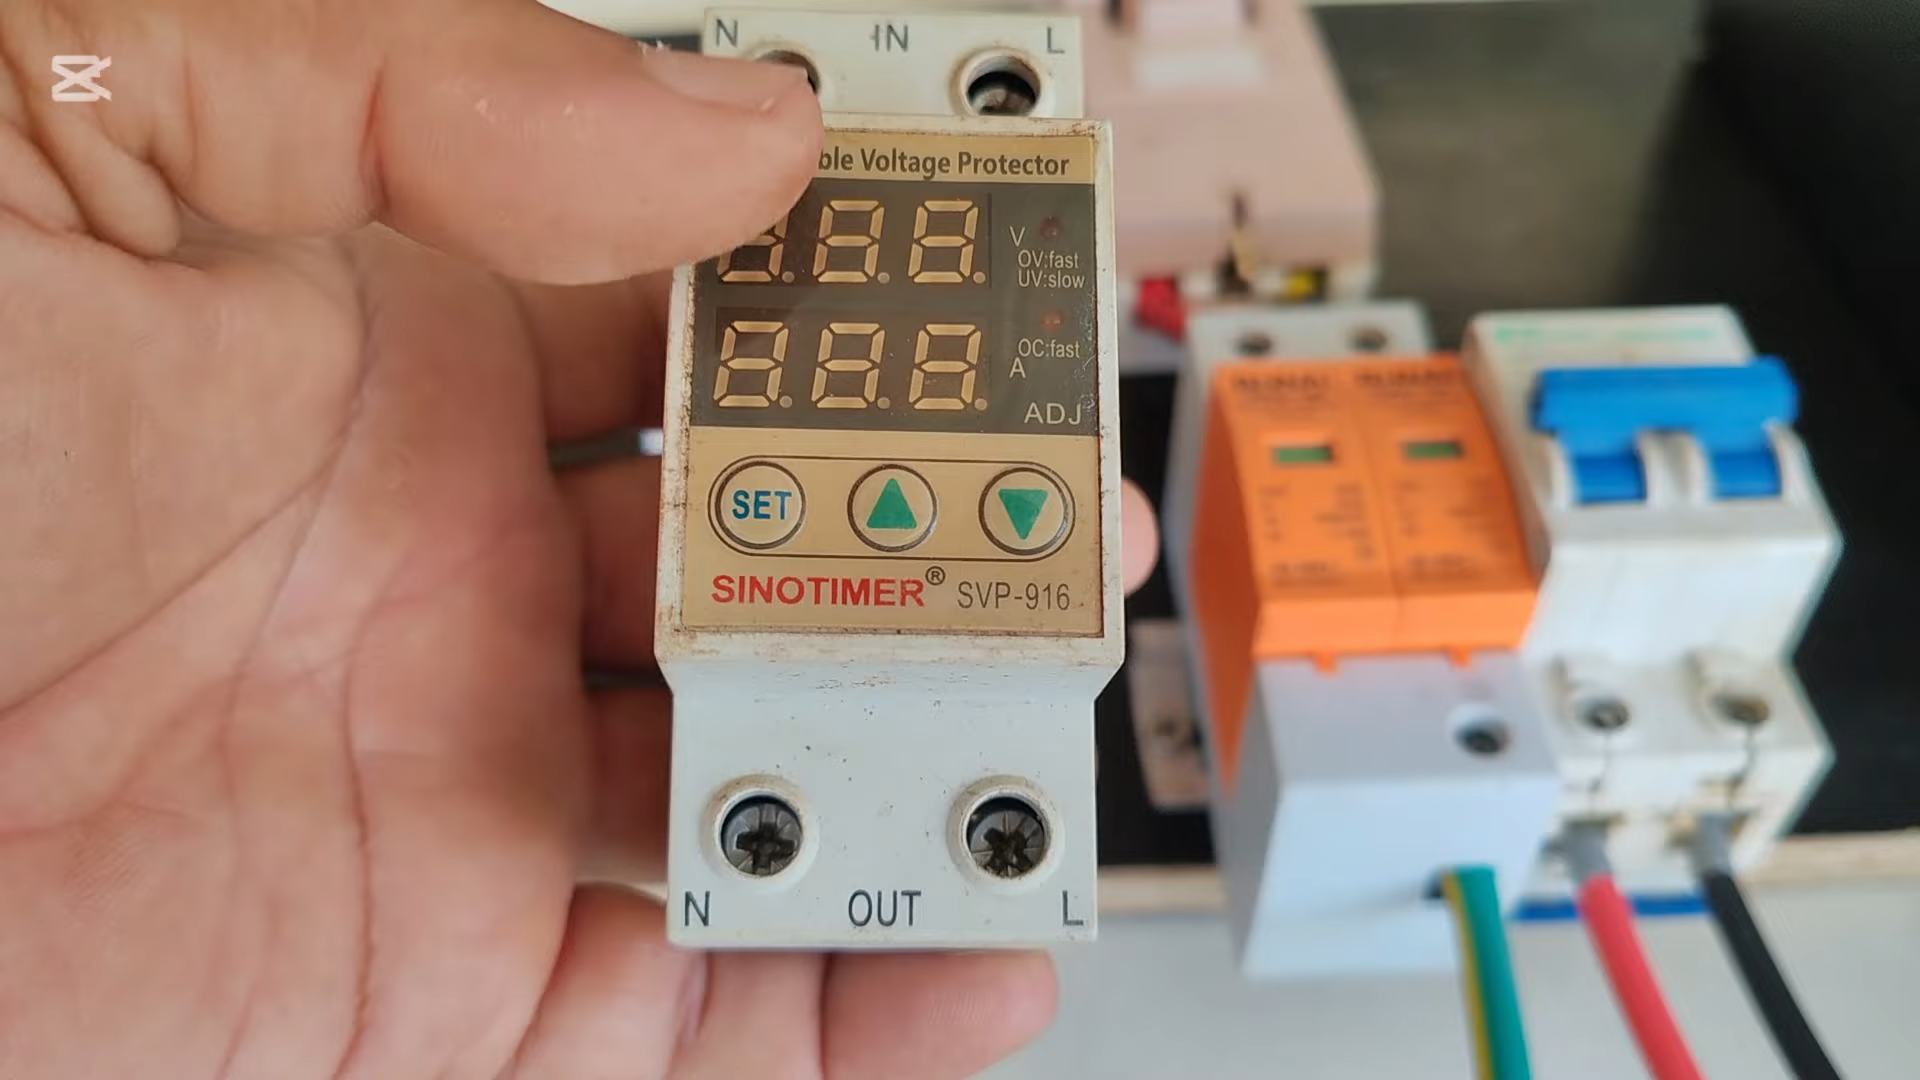 N IN L
ble Voltage Protector
V
OV:fast
UV:slow
OC:fast
A
ADJ
SET
SINOTIMER® SVP-916
N OUT L